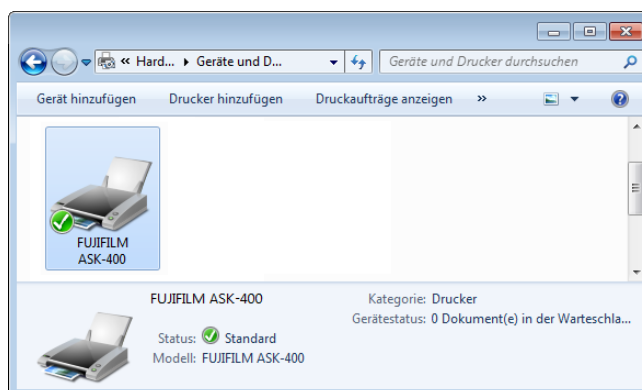 « Hard... ▸ Geräte und D...
Geräte und Drucker durchsuchen
Gerät hinzufügen Drucker hinzufügen Druckaufträge anzeigen »
FUJIFILM
ASK-400
FUJIFILM ASK-400
Status: Standard
Modell: FUJIFILM ASK-400
Kategorie: Drucker
Gerätestatus: 0 Dokument(e) in der Warteschla...